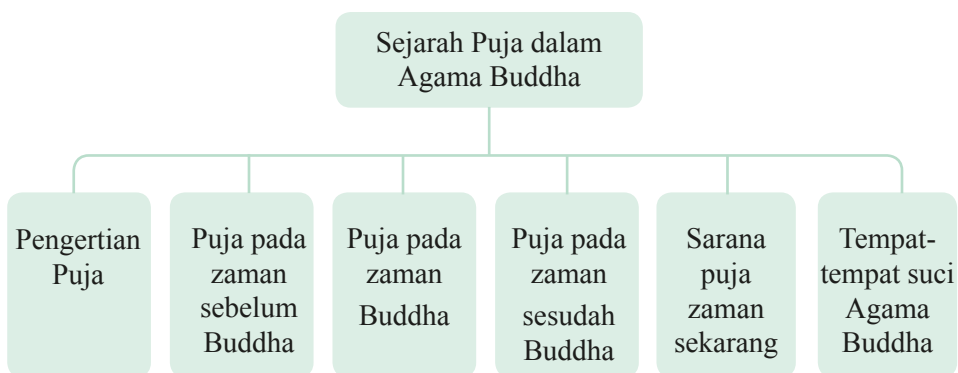 Sejarah Puja dalam
Agama Buddha
Pengertian
Puja
Puja pada
zaman
sebelum
Buddha
Puja pada
zaman
Buddha
Puja pada
zaman
sesudah
Buddha
Sarana
puja
zaman
sekarang
Tempat-
tempat suci
Agama
Buddha